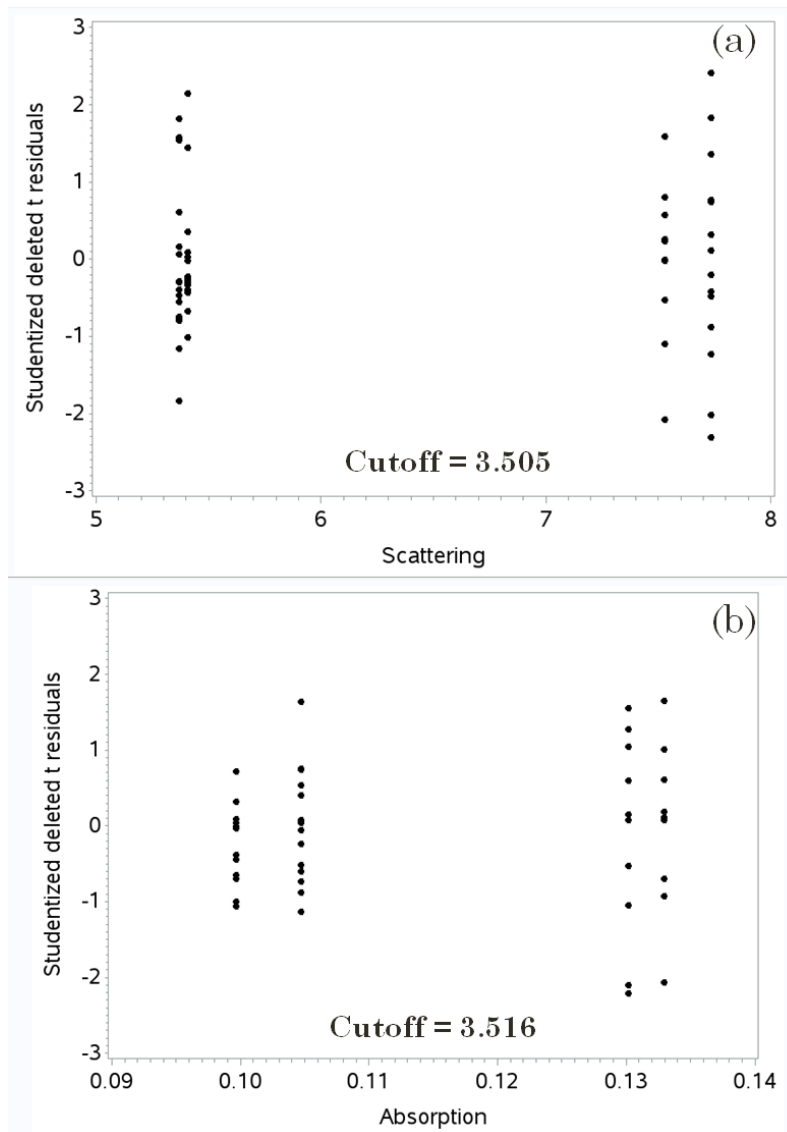 (a)
3
2
1
0
-1
-2
-3
Studentized deleted t residuals
Cutoff = 3.505
5 6 7 8
Scattering
(b)
3
2
1
0
-1
-2
-3
Studentized deleted t residuals
Cutoff = 3.516
0.09 0.10 0.11 0.12 0.13 0.14
Absorption